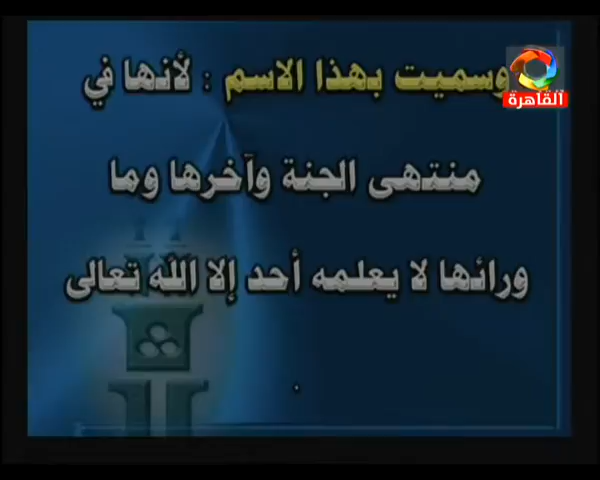 وسميت بهذا الاسم : لأنها في
منتهى الجنة وآخرها وما
ورائها لا يعلمه أحد إلا الله تعالى
.
القاهرة